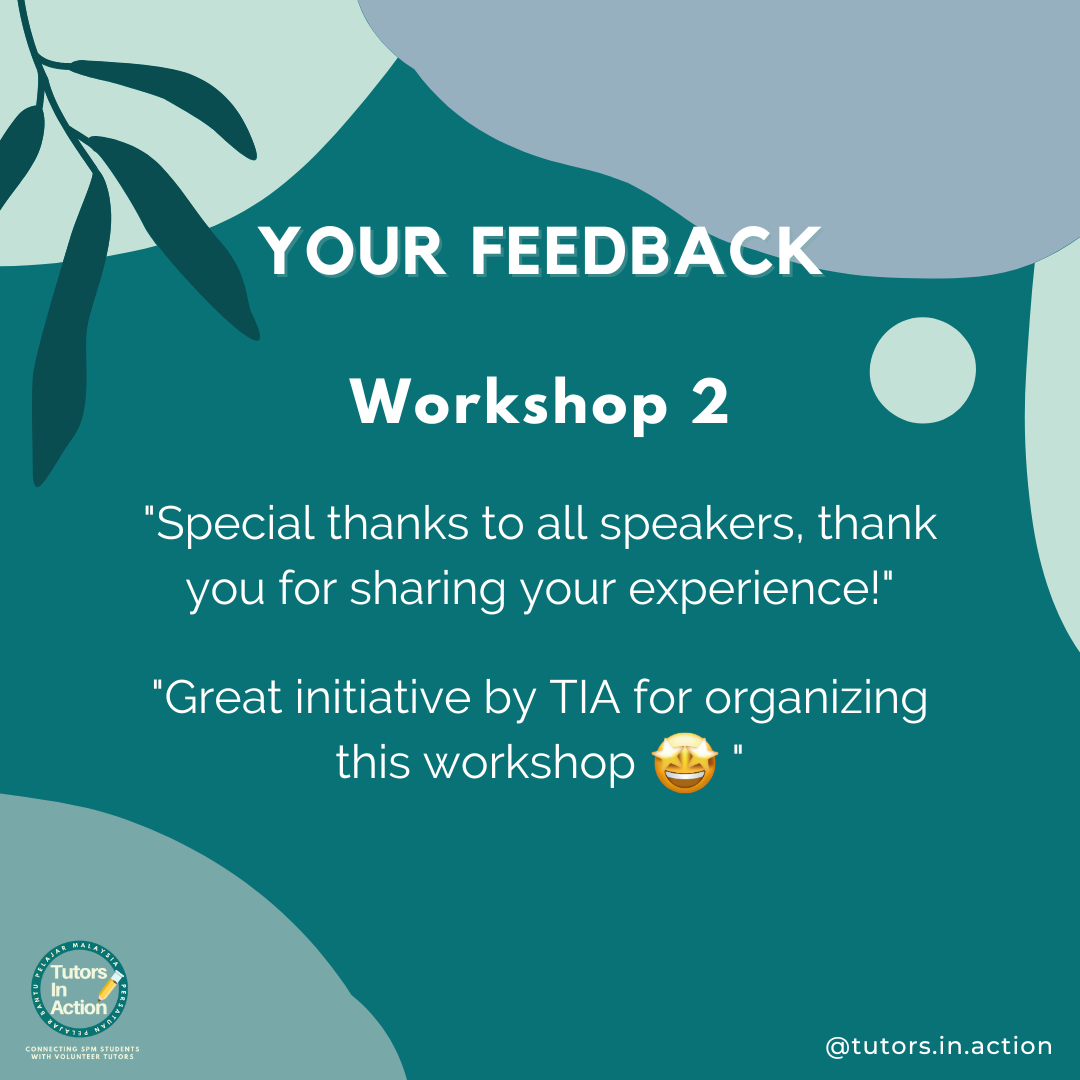 YOUR FEEDBACK
Workshop 2
"Special thanks to all speakers, thank
you for sharing your experience!"
"Great initiative by TIA for organizing
this workshop 🤩 "
PERSATUAN PELAJAR BANTU PELAJAR MALAYSIA
Tutors
In
Action
CONNECTING SPM STUDENTS
WITH VOLUNTEER TUTORS
@tutors.in.action